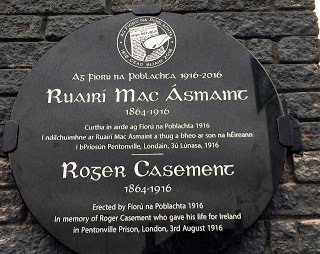 Ag Fíorú na Poblachta 1916-2016
Ruairí Mac Ásmaint
1864-1916
Curtha in airde ag Fíorú na Poblachta 1916
I ndílchuimhne ar Ruairí Mac Ásmaint a thug a bheo ar son na hÉireann
i bPríosún Pentonville, Londain, 3ú Lúnasa, 1916
Roger Casement
1864-1916
Erected by Fíorú na Poblachta 1916
In memory of Roger Casement who gave his life for Ireland
in Pentonville Prison, London, 3rd August 1916